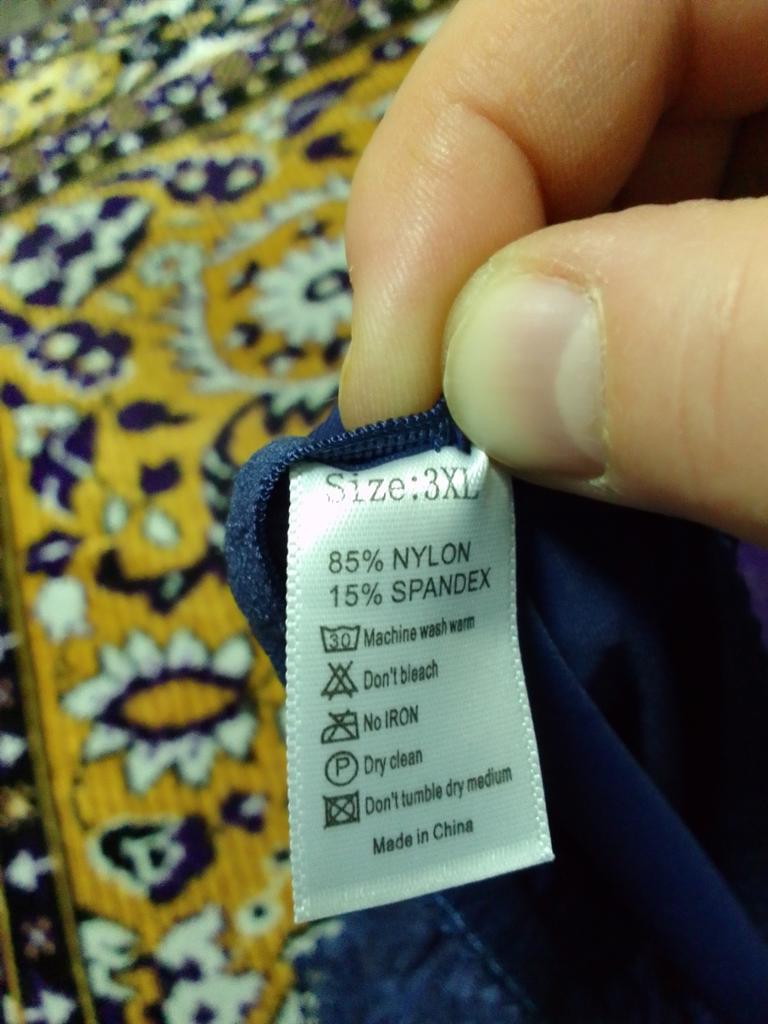 Size:3XL
85% NYLON
15% SPANDEX
30 Machine wash warm
Don't bleach
No IRON
P Dry clean
Don't tumble dry medium
Made in China